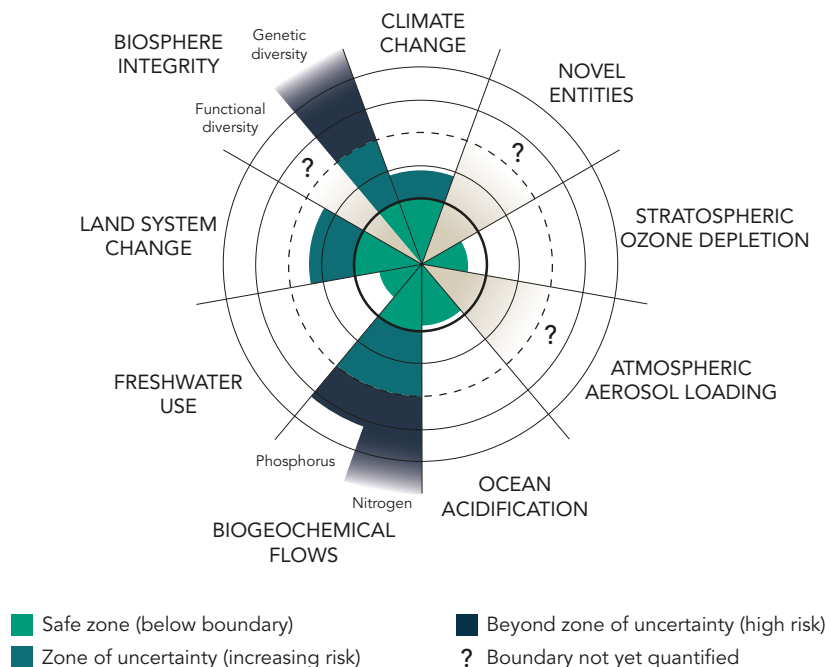 CLIMATE
CHANGE
Genetic
diversity
BIOSPHERE
INTEGRITY
NOVEL
ENTITIES
Functional
diversity
?
?
LAND SYSTEM
CHANGE
STRATOSPHERIC
OZONE DEPLETION
?
FRESHWATER
USE
ATMOSPHERIC
AEROSOL LOADING
Phosphorus
Nitrogen
OCEAN
ACIDIFICATION
BIOGEOCHEMICAL
FLOWS
Safe zone (below boundary)
Beyond zone of uncertainty (high risk)
Zone of uncertainty (increasing risk)
? Boundary not yet quantified